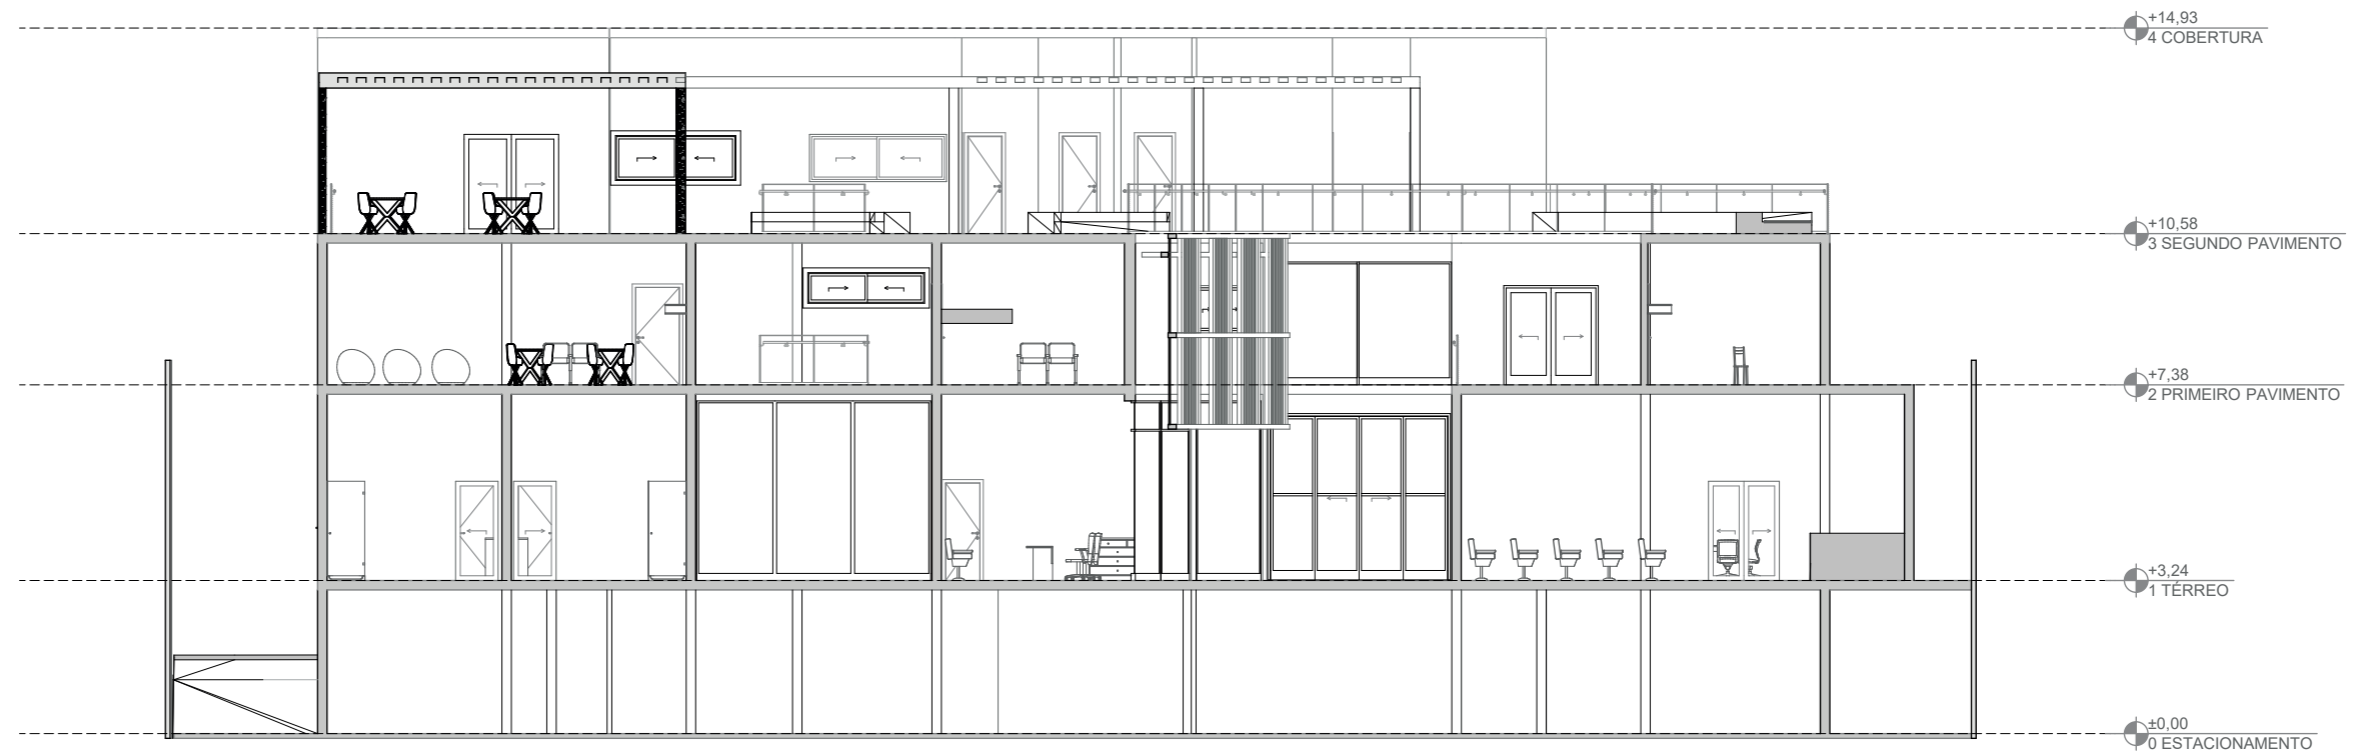 +14,93
4 COBERTURA
+10,58
3 SEGUNDO PAVIMENTO
+7,38
2 PRIMEIRO PAVIMENTO
+3,24
1 TÉRREO
±0,00
0 ESTACIONAMENTO